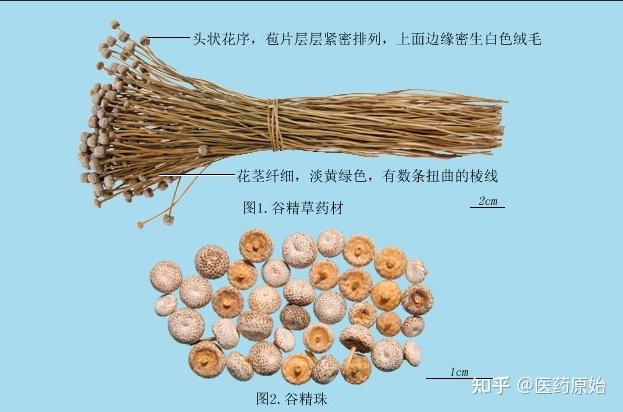 头状花序，苞片层层紧密排列，上面边缘密生白色绒毛
花茎纤细，淡黄绿色，有数条扭曲的棱线
图1.谷精草药材
2cm
1cm
图2.谷精珠
知乎 @医药原始